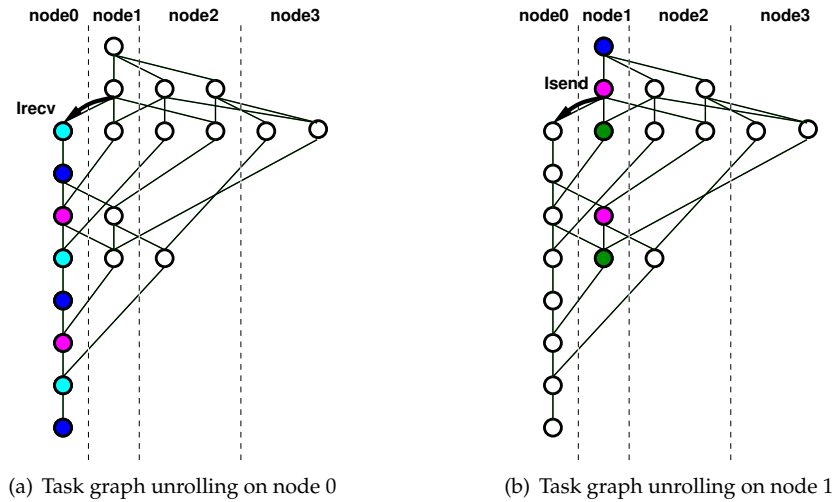 node0 node1 node2 node3
Irecv
(a) Task graph unrolling on node 0
node0 node1 node2 node3
Isend
(b) Task graph unrolling on node 1